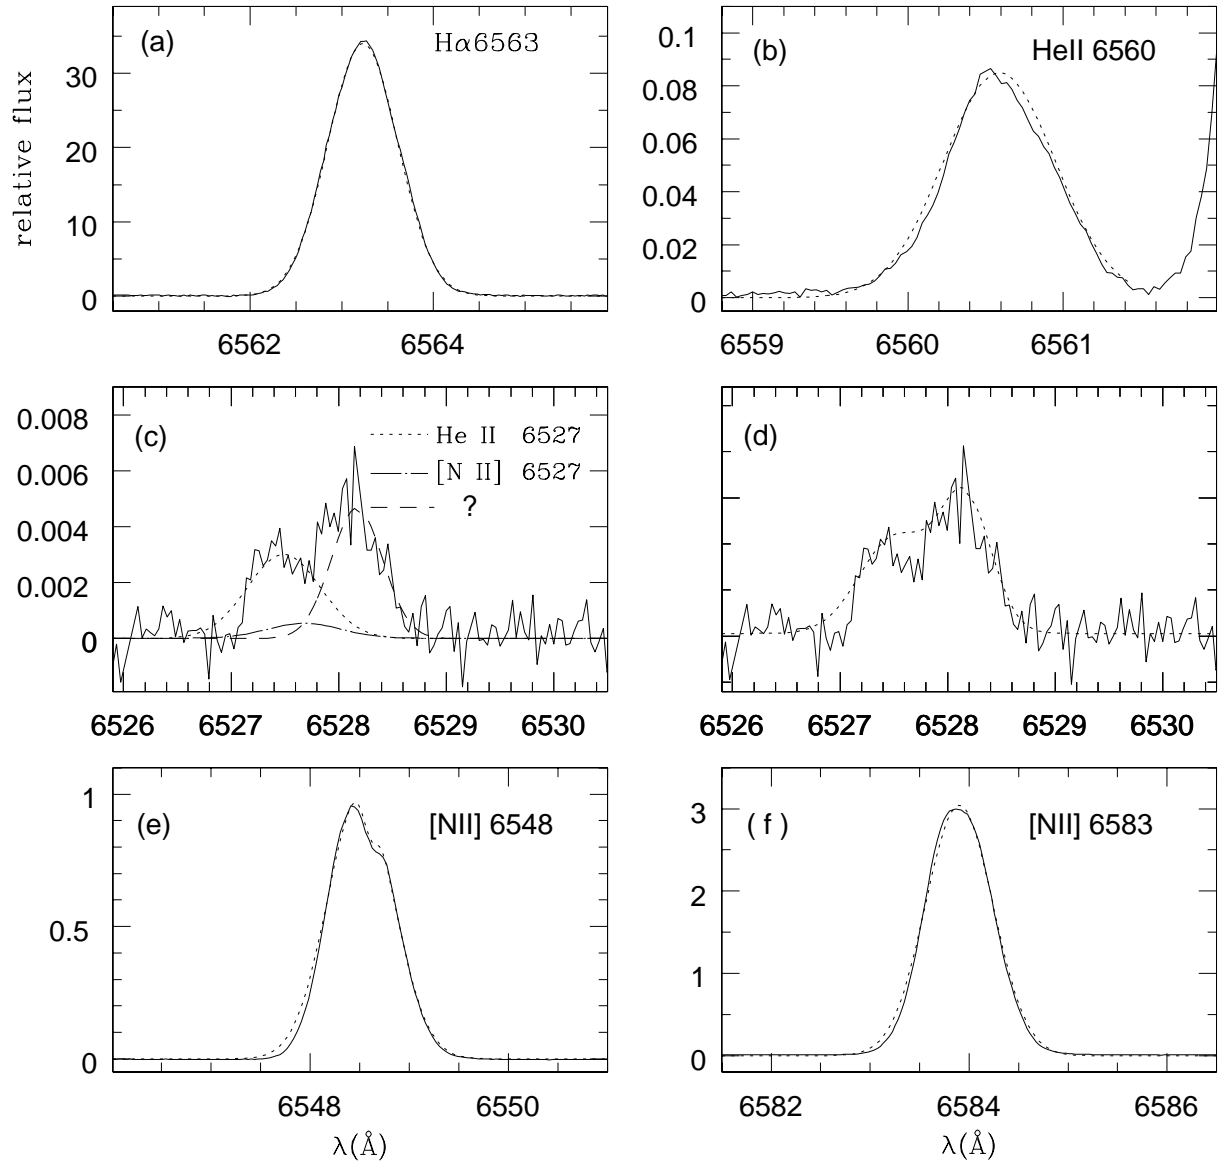 (a) Hα6563
relative flux
30
20
10
0
6562 6564
(b) HeII 6560
0.1
0.08
0.06
0.04
0.02
0
6559 6560 6561
(c)
He II 6527
[N II] 6527
?
0.008
0.006
0.004
0.002
0
6526 6527 6528 6529 6530
(d)
6526 6527 6528 6529 6530
(e) [NII] 6548
1
0.5
0
6548 6550
λ(Å)
( f ) [NII] 6583
3
2
1
0
6582 6584 6586
λ(Å)